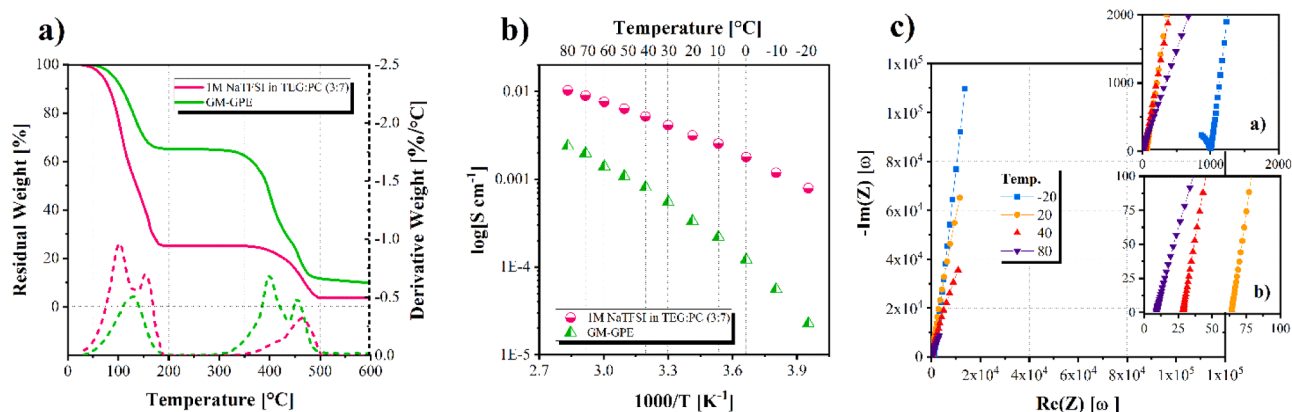 a)
100
80
60
40
20
0
Residual Weight [%]
-2.5
-2.0
-1.5
-1.0
-0.5
0.0
Derivative Weight [%/°C]
1M NaTFSI in TLG:PC (3:7)
GM-GPE
0 100 200 300 400 500 600
Temperature [°C]
b)
Temperature [°C]
80 70 60 50 40 30 20 10 0 -10 -20
0.01
0.001
1E-4
1E-5
log[S cm⁻¹]
1M NaTFSI in TEG:PC (3:7)
GM-GPE
2.7 3.0 3.3 3.6 3.9
1000/T [K⁻¹]
c)
1x10⁵
1x10⁵
8x10⁴
6x10⁴
4x10⁴
2x10⁴
0
-Im(Z) [ω]
Temp.
-20
20
40
80
0 2x10⁴ 4x10⁴ 6x10⁴ 8x10⁴ 1x10⁵ 1x10⁵
Re(Z) [ω]
2000
1000
0
a)
0 1000 2000
100
75
50
25
0
b)
0 25 50 75 100